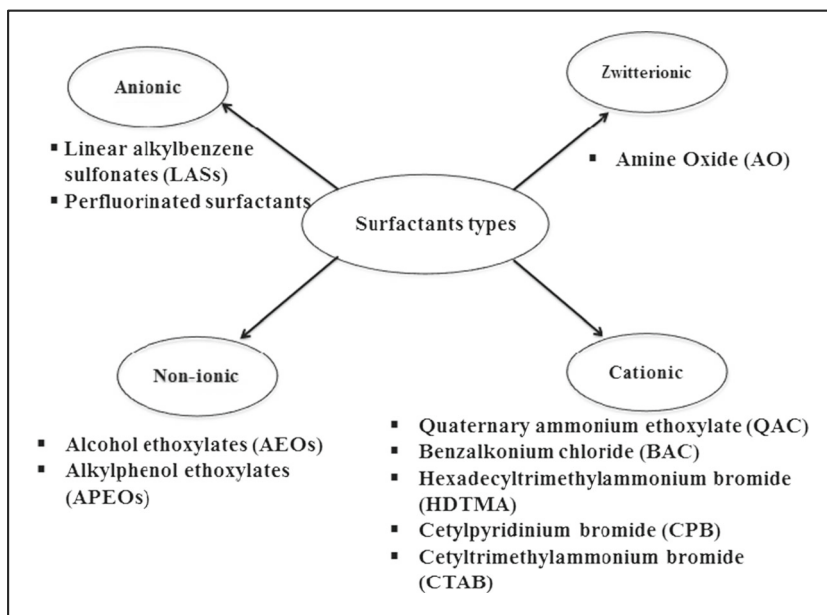 Anionic
Zwitterionic
▪ Linear alkylbenzene
sulfonates (LASs)
▪ Perfluorinated surfactants
▪ Amine Oxide (AO)
Surfactants types
Non-ionic
Cationic
▪ Alcohol ethoxylates (AEOs)
▪ Alkylphenol ethoxylates
(APEOs)
▪ Quaternary ammonium ethoxylate (QAC)
▪ Benzalkonium chloride (BAC)
▪ Hexadecyltrimethylammonium bromide
(HDTMA)
▪ Cetylpyridinium bromide (CPB)
▪ Cetyltrimethylammonium bromide
(CTAB)